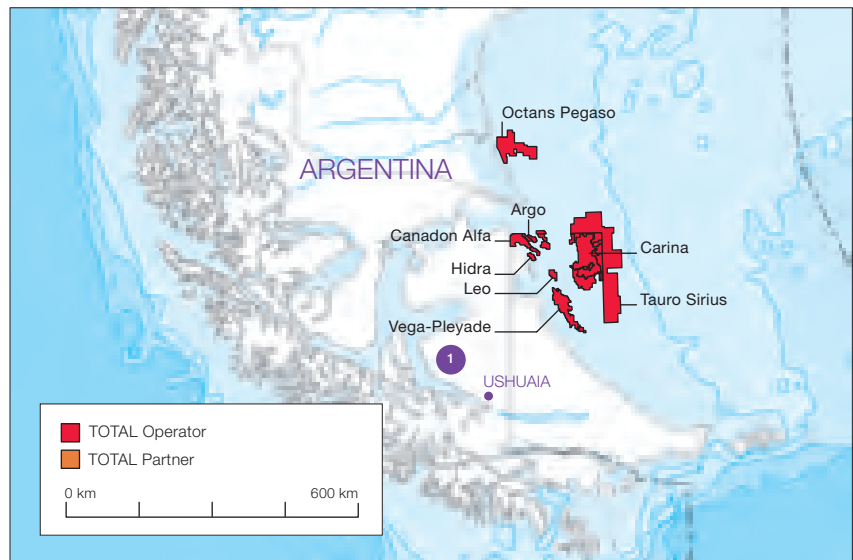 Octans Pegaso
ARGENTINA
Argo
Canadon Alfa
Carina
Hidra
Leo
Tauro Sirius
Vega-Pleyade
1
USHUAIA
TOTAL Operator
TOTAL Partner
0 km 600 km